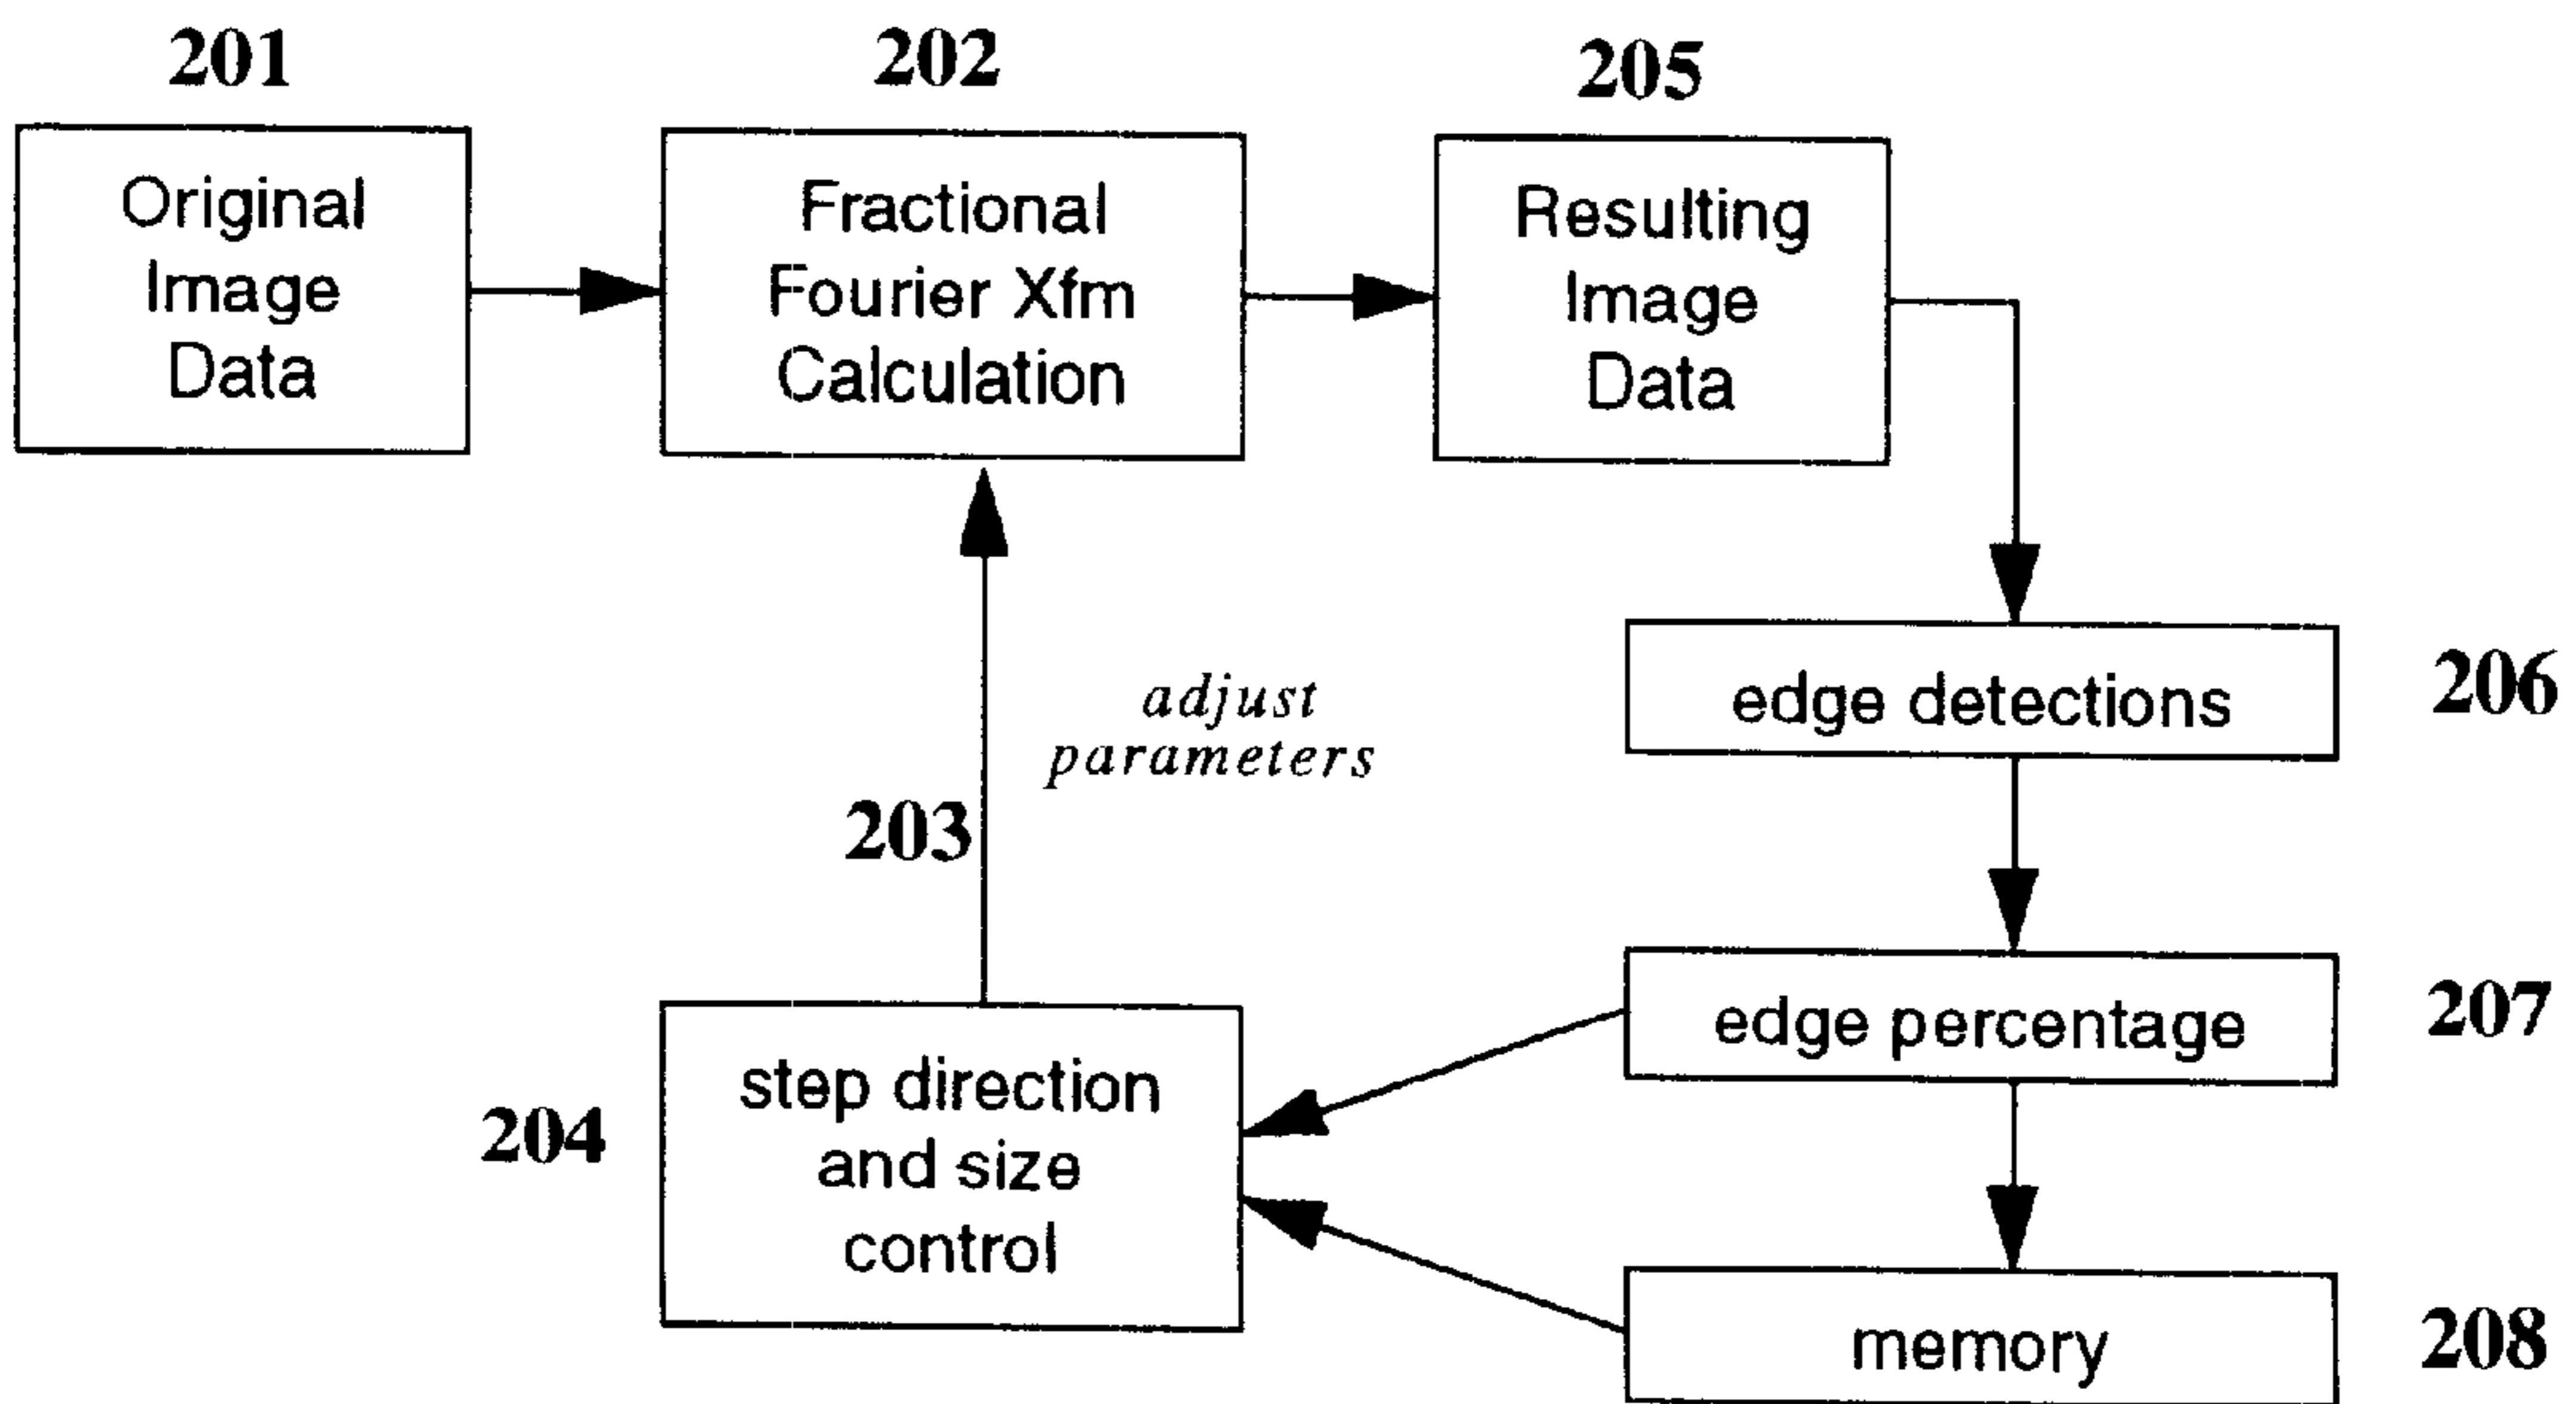 201
202
205
Original
Image
Data
Fractional
Fourier Xfm
Calculation
Resulting
Image
Data
edge detections
206
adjust
parameters
203
edge percentage
207
step direction
and size
control
204
memory
208